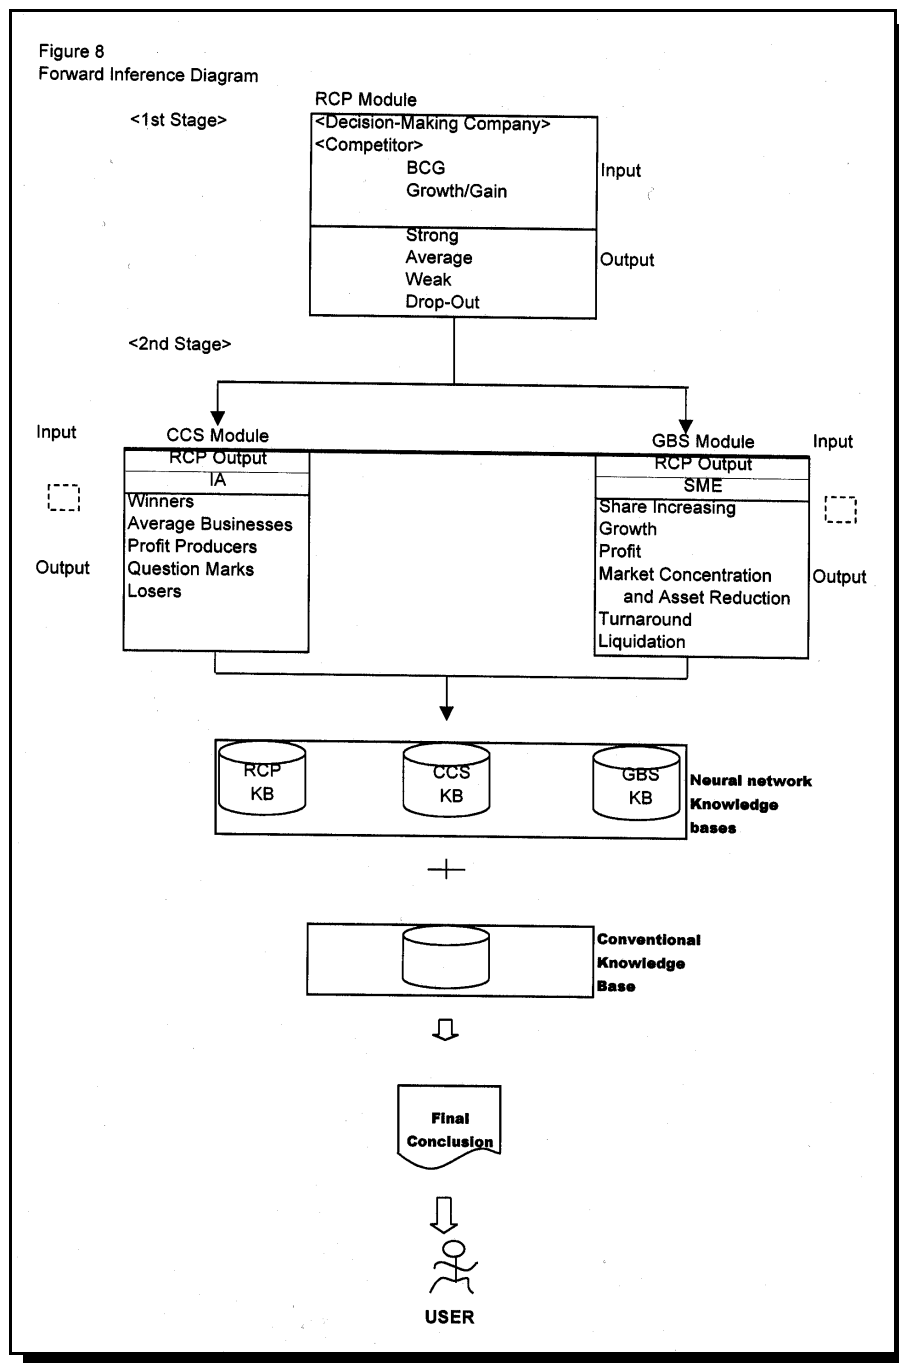 Figure 8
Forward Inference Diagram
RCP Module
<1st Stage>
<Decision-Making Company>
<Competitor>
BCG
Input
Growth/Gain
Strong
Average
Output
Weak
Drop-Out
<2nd Stage>
Input
CCS Module
GBS Module
Input
RCP Output
IA
Winners
Average Businesses
Profit Producers
Question Marks
Losers
Output
RCP Output
SME
Share Increasing
Growth
Profit
Market Concentration
and Asset Reduction
Turnaround
Liquidation
Output
RCP
KB
CCS
KB
GBS
KB
Neural network
Knowledge
bases
Conventional
Knowledge
Base
Final
Conclusion
USER